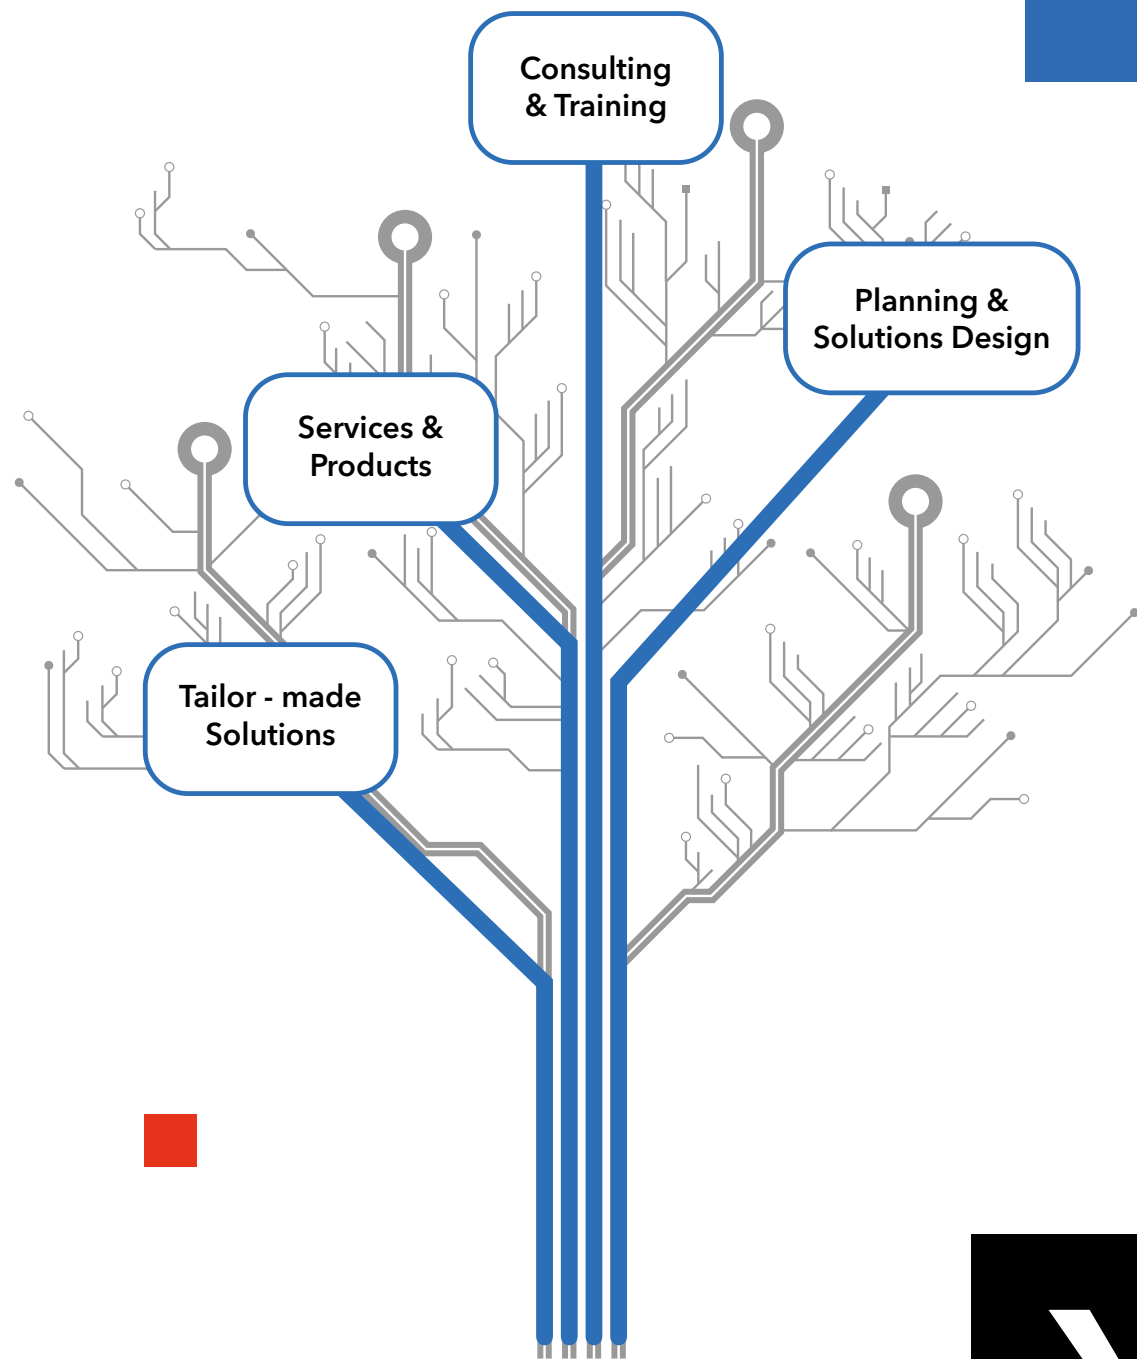 Consulting
& Training
Planning &
Solutions Design
Services &
Products
Tailor - made
Solutions